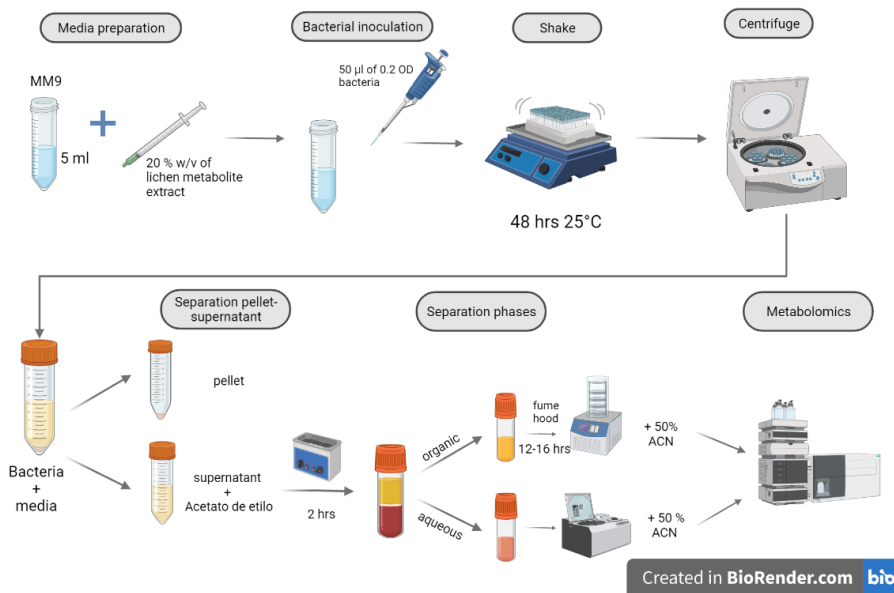 Media preparation
Bacterial inoculation
Shake
Centrifuge
MM9
5 ml
20 % w/v of
lichen metabolite
extract
50 µl of 0.2 OD
bacteria
48 hrs 25°C
Separation pellet-
supernatant
Separation phases
Metabolomics
Bacteria
+
media
pellet
supernatant
+
Acetato de etilo
2 hrs
organic
aqueous
fume
hood
12-16 hrs
+ 50%
ACN
+ 50 %
ACN
Created in BioRender.com
bio